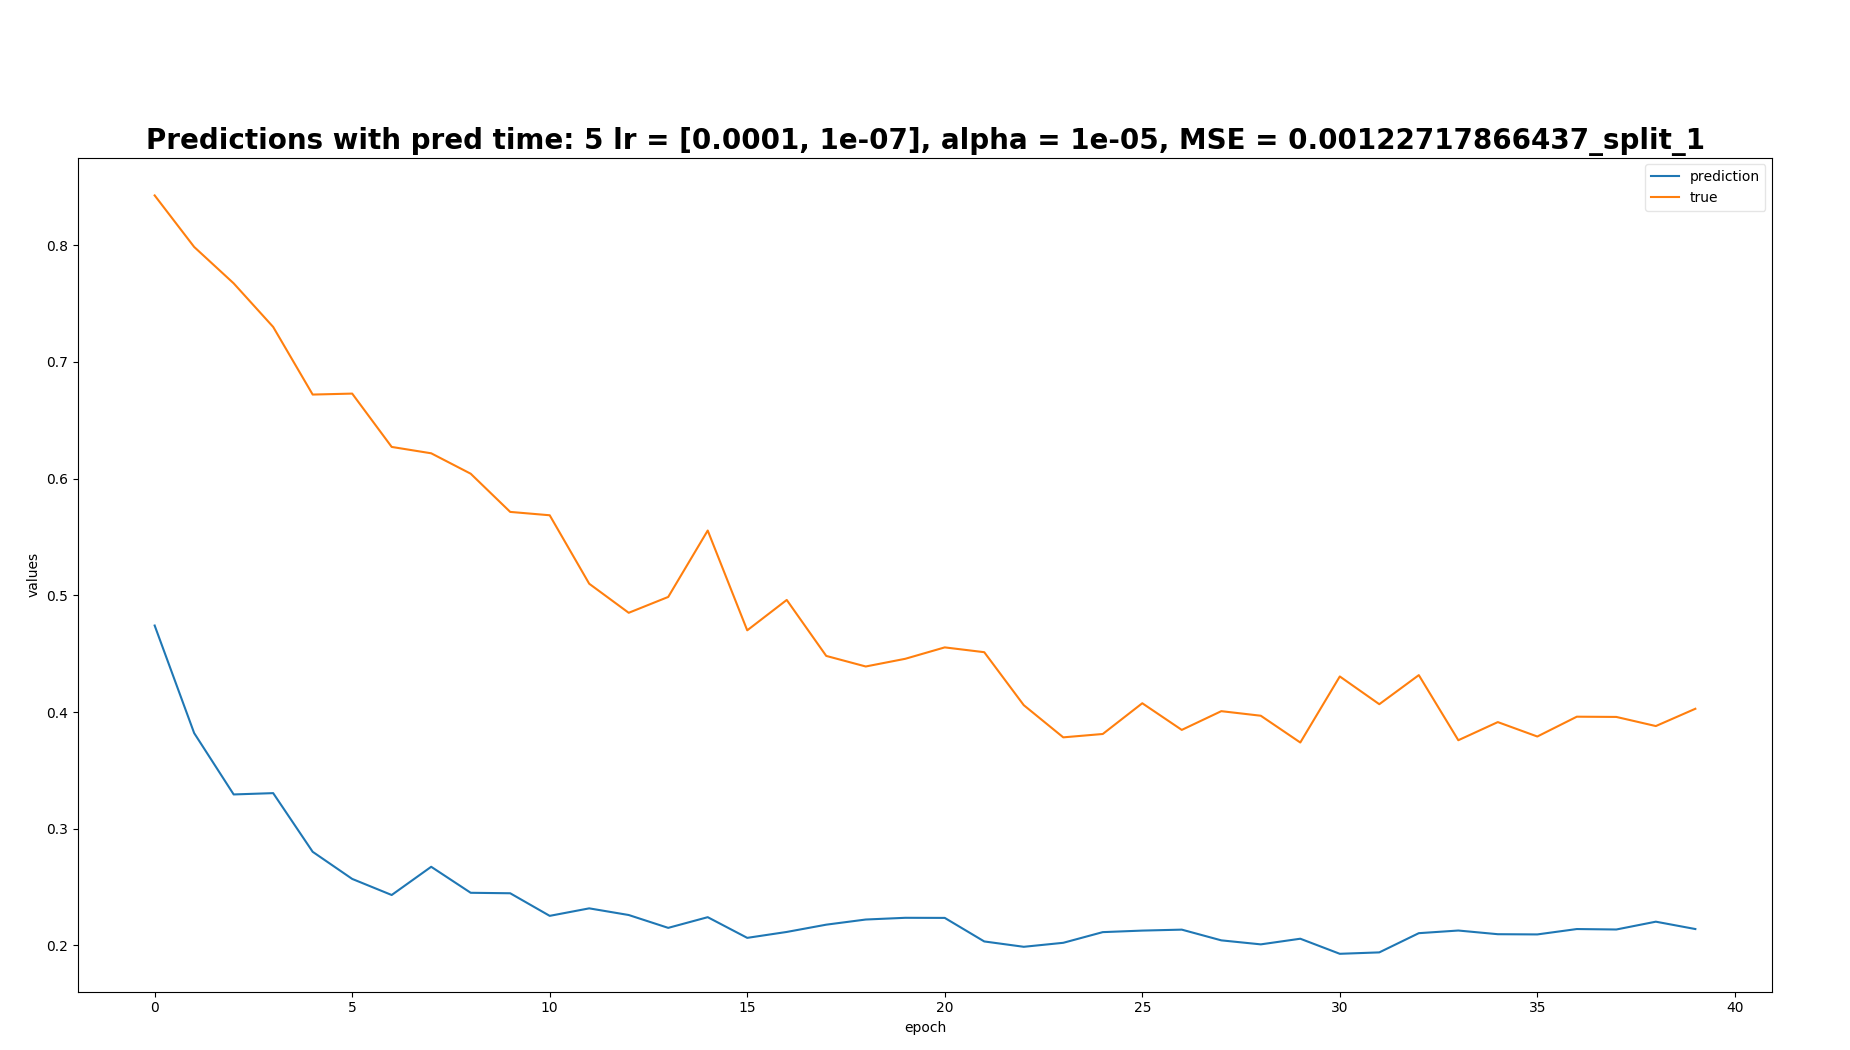 Predictions with pred time: 5 lr = [0.0001, 1e-07], alpha = 1e-05, MSE = 0.00122717866437_split_1
prediction
true
0.8
0.7
0.6
0.5
0.4
0.3
0.2
values
0 5 10 15 20 25 30 35 40
epoch